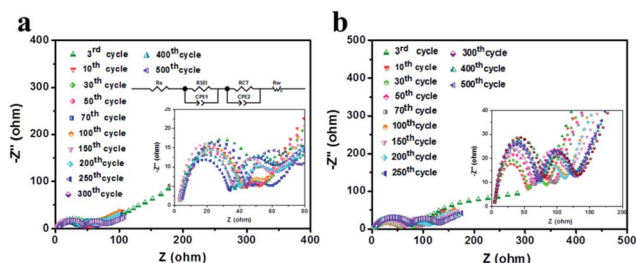 a
400
300
200
100
0
-Z" (ohm)
3rd cycle
10th cycle
30th cycle
50th cycle
70th cycle
100th cycle
150th cycle
200th cycle
250th cycle
300th cycle
400th cycle
500th cycle
Rs RSEI RCT Rw
CPE1 CPE2
-Z" (ohm)
25
20
15
10
5
0
0 20 40 60 80
Z (ohm)
0 100 200 300 400
Z (ohm)
b
500
400
300
200
100
0
-Z" (ohm)
3rd cycle
10th cycle
30th cycle
50th cycle
70th cycle
100th cycle
150th cycle
200th cycle
250th cycle
300th cycle
400th cycle
500th cycle
-Z" (ohm)
40
30
20
10
0
0 50 100 150 200
Z (ohm)
0 100 200 300 400 500
Z (ohm)